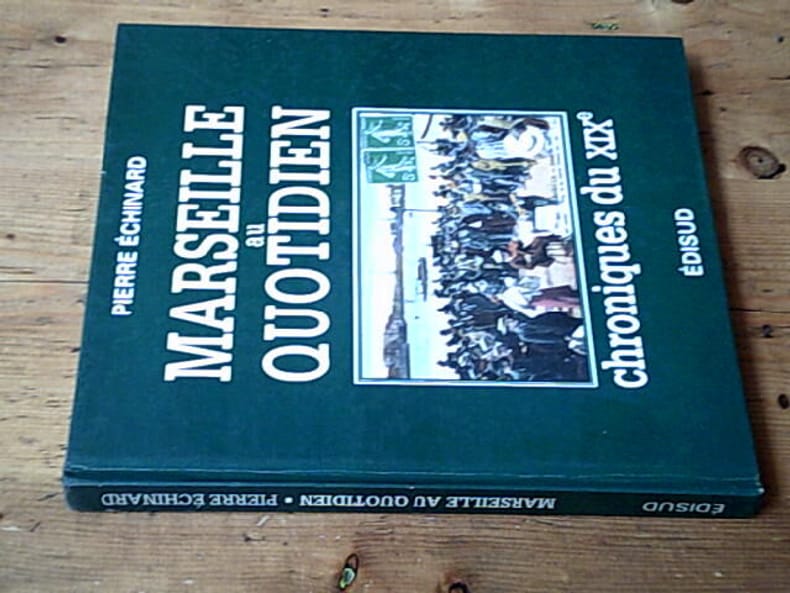 PIERRE ÉCHINARD
MARSEILLE
au
QUOTIDIEN
chroniques du XIXe
ÉDISUD
MARSEILLE AU QUOTIDIEN • PIERRE ÉCHINARD
ÉDISUD